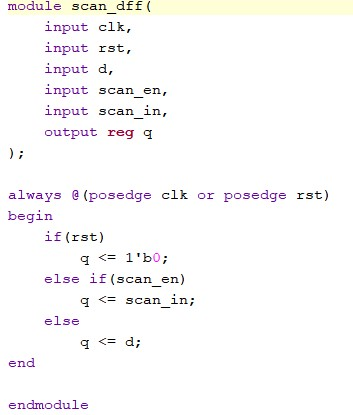 module scan_dff(
    input clk,
    input rst,
    input d,
    input scan_en,
    input scan_in,
    output reg q
);

always @(posedge clk or posedge rst)
begin
    if(rst)
        q <= 1'b0;
    else if(scan_en)
        q <= scan_in;
    else
        q <= d;
end

endmodule